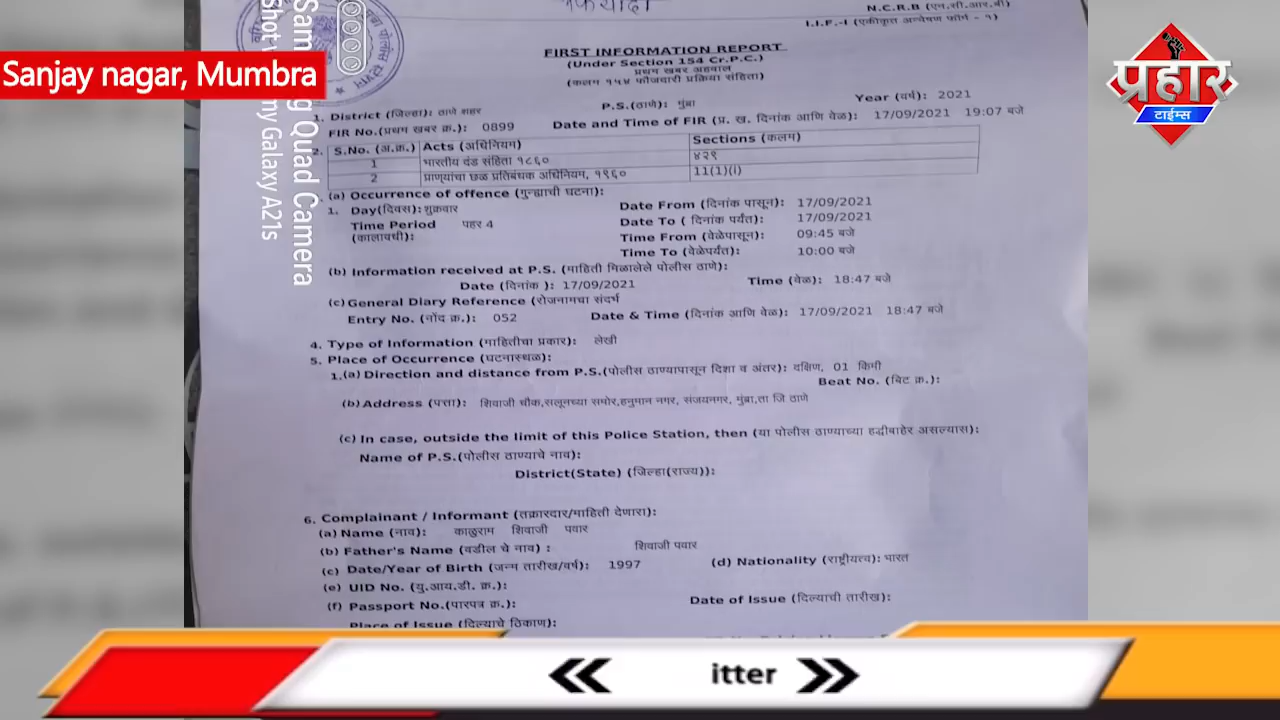 फिर्यादी
N.C.R.B (एन.सी.आर.बी)
I.I.F.-I (एकीकृत अन्वेषण फॉर्म - १)
FIRST INFORMATION REPORT
(Under Section 154 Cr.P.C.)
प्रथम खबर अहवाल
(कलम १५४ फौजदारी प्रक्रिया संहिता)
Sanjay nagar, Mumbra
प्रहार
टाईम्स
1. District (जिल्हा): ठाणे शहर P.S.(ठाणे): मुंब्रा Year (वर्ष): 2021
FIR No.(प्रथम खबर क्र.): 0899 Date and Time of FIR (प्र. ख. दिनांक आणि वेळ): 17/09/2021 19:07 बजे
2. S.No. (अ.क्र.) Acts (अधिनियम) Sections (कलम)
1 भारतीय दंड संहिता १८६० ४२९
2 प्राण्यांचा छळ प्रतिबंधक अधिनियम, १९६० 11(1)(i)
(a) Occurrence of offence (गुन्ह्याची घटना):
1. Day(दिवस): शुक्रवार Date From (दिनांक पासून): 17/09/2021
Time Period पहर 4 Date To ( दिनांक पर्यंत): 17/09/2021
(कालावधी): Time From (वेळेपासून): 09:45 बजे
Time To (वेळेपर्यंत): 10:00 बजे
(b) Information received at P.S. (माहिती मिळालेले पोलीस ठाणे):
Date (दिनांक ): 17/09/2021 Time (वेळ): 18:47 बजे
(c) General Diary Reference (रोजनामचा संदर्भ
Entry No. (नोंद क्र.): 052 Date & Time (दिनांक आणि वेळ): 17/09/2021 18:47 बजे
4. Type of Information (माहितीचा प्रकार): लेखी
5. Place of Occurrence (घटनास्थळ):
1.(a) Direction and distance from P.S.(पोलीस ठाण्यापासून दिशा व अंतर): दक्षिण, 01 किमी
Beat No. (बिट क्र.):
(b) Address (पत्ता): शिवाजी चौक,सलूनच्या समोर,हनुमान नगर, संजयनगर, मुंब्रा,ता जि ठाणे
(c) In case, outside the limit of this Police Station, then (या पोलीस ठाण्याच्या हद्दीबाहेर असल्यास):
Name of P.S.(पोलीस ठाण्याचे नाव):
District(State) (जिल्हा(राज्य)):
6. Complainant / Informant (तक्रारदार/माहिती देणारा):
(a) Name (नाव): काळुराम शिवाजी पवार
(b) Father's Name (वडील चे नाव) : शिवाजी पवार
(c) Date/Year of Birth (जन्म तारीख/वर्ष): 1997 (d) Nationality (राष्ट्रीयत्व): भारत
(e) UID No. (यु.आय.डी. क्र.):
(f) Passport No.(पारपत्र क्र.): Date of Issue (दिल्याची तारीख):
Place of Issue (दिल्याचे ठिकाण):
itter